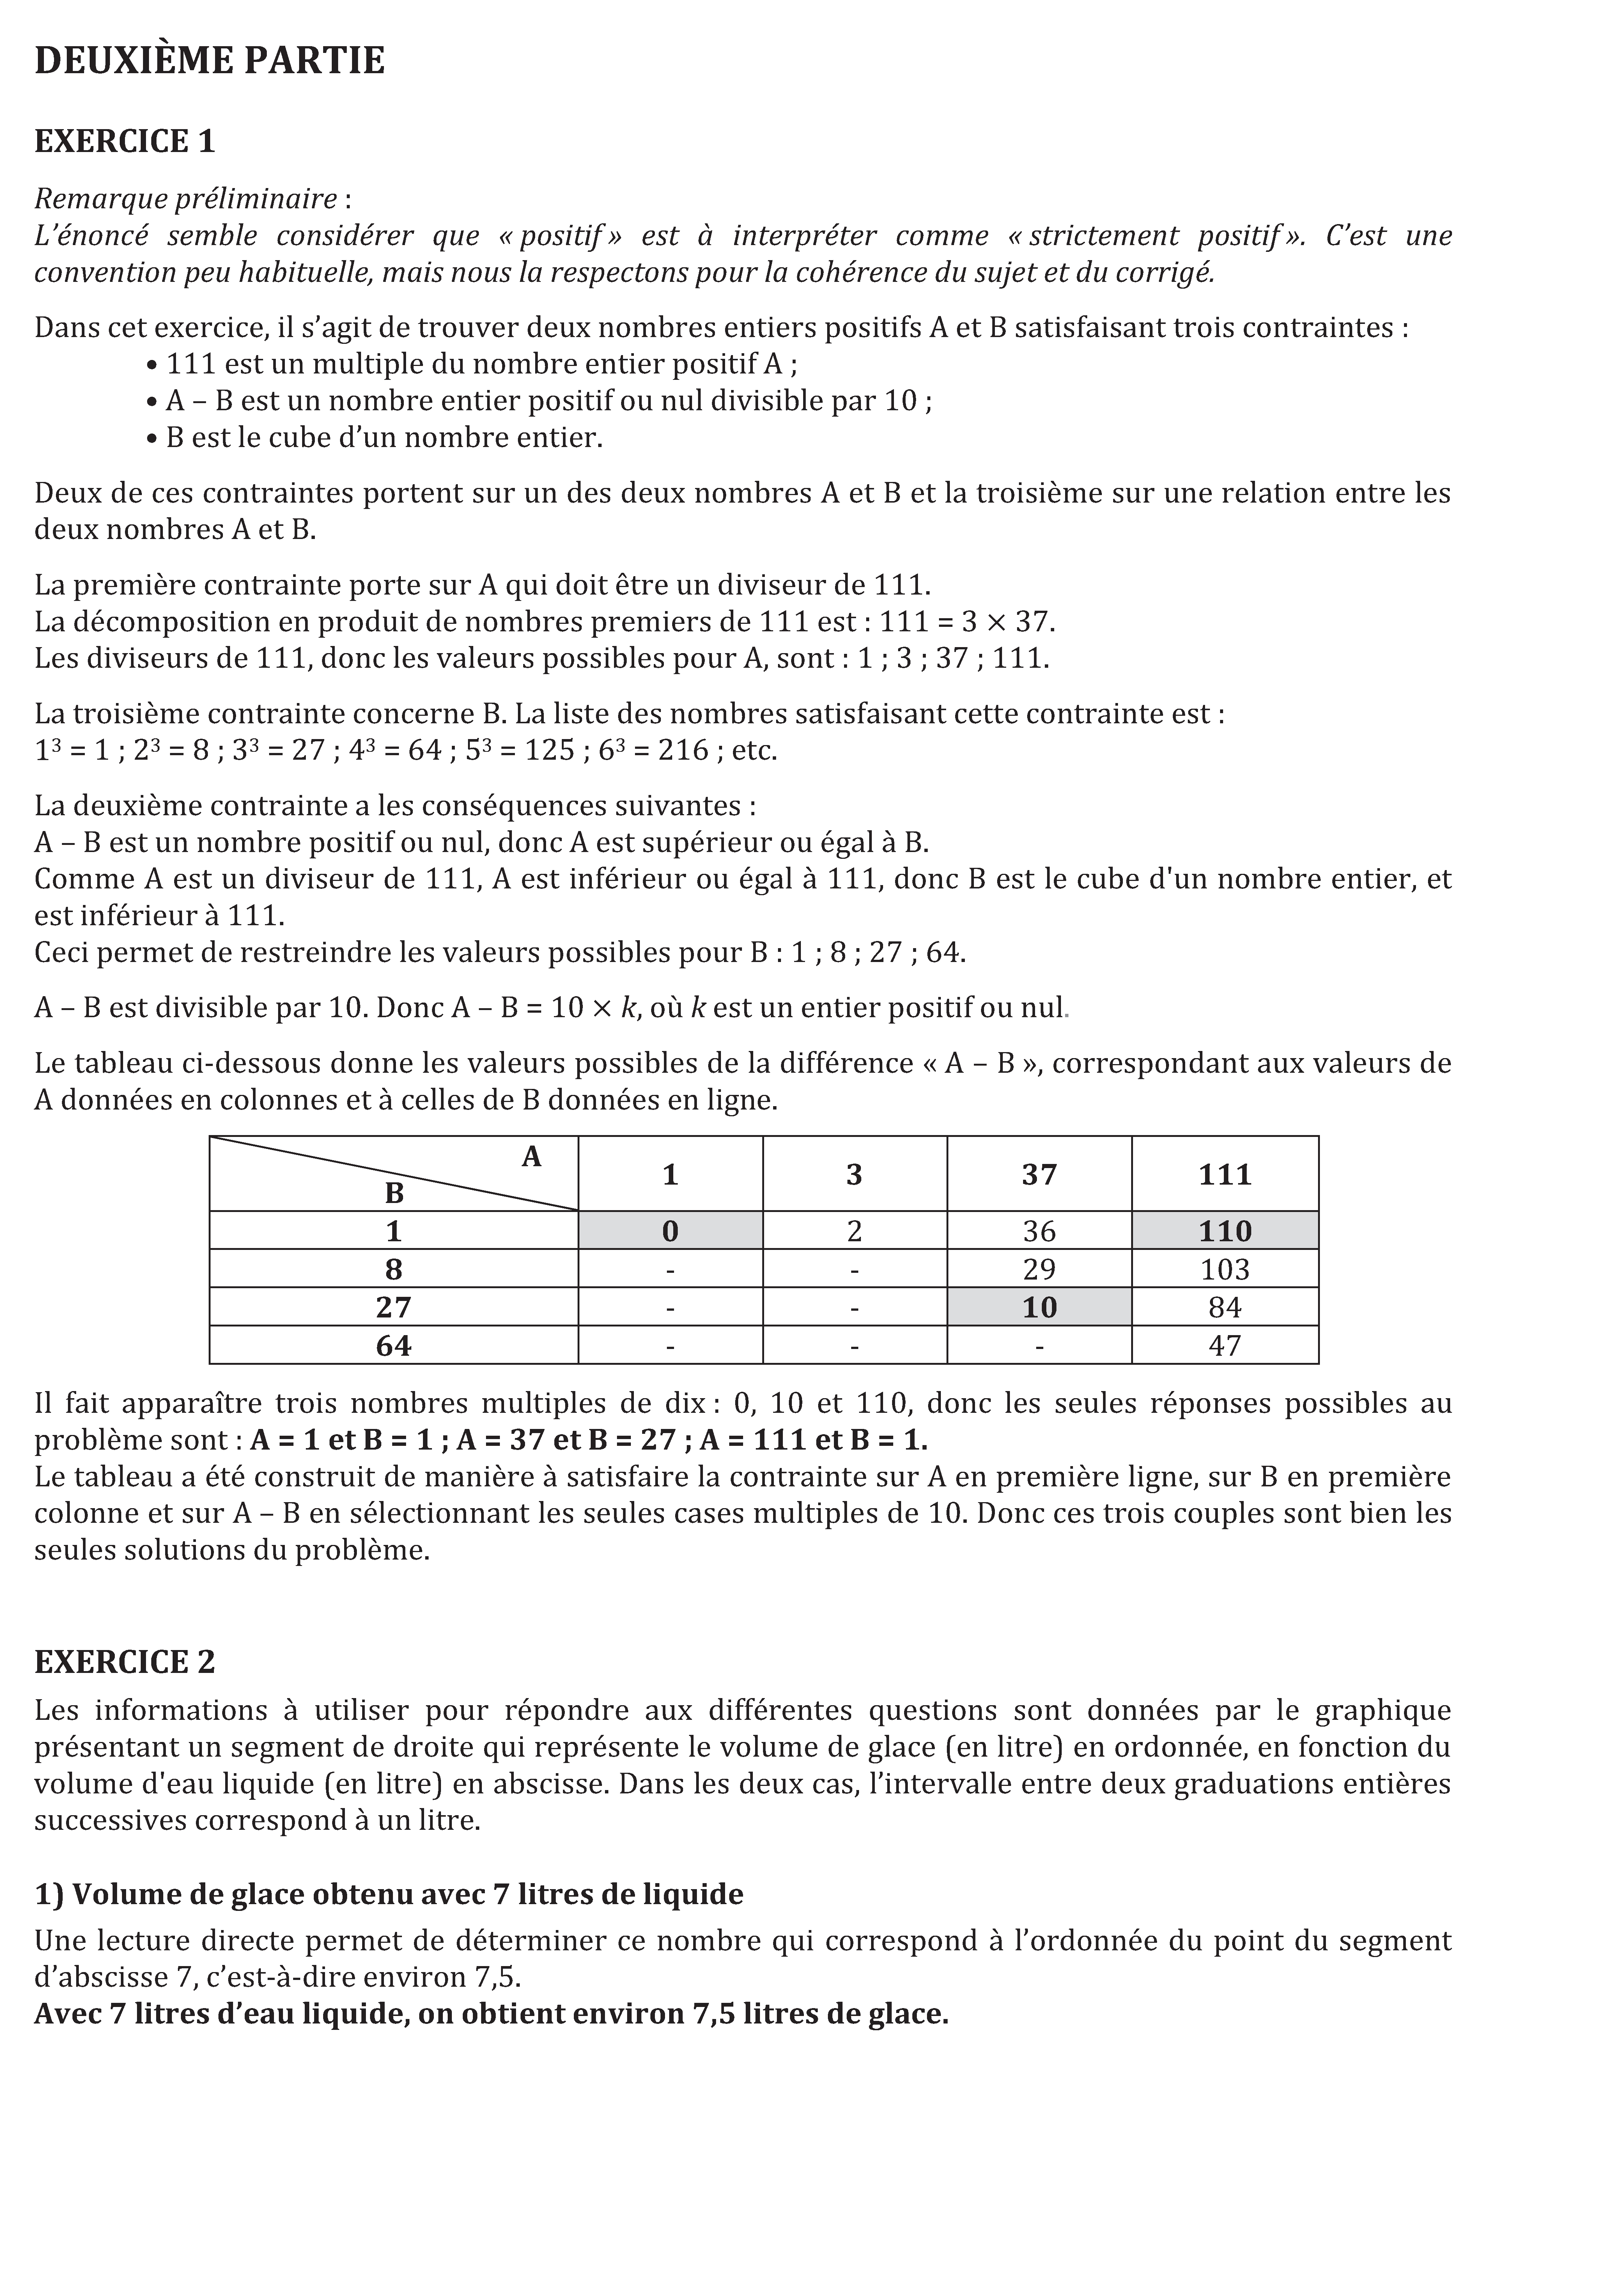 DEUXIÈME PARTIE
EXERCICE 1
Remarque préliminaire :
L’énoncé semble considérer que « positif » est à interpréter comme « strictement positif ». C’est une
convention peu habituelle, mais nous la respectons pour la cohérence du sujet et du corrigé.
Dans cet exercice, il s’agit de trouver deux nombres entiers positifs A et B satisfaisant trois contraintes :
• 111 est un multiple du nombre entier positif A ;
• A – B est un nombre entier positif ou nul divisible par 10 ;
• B est le cube d’un nombre entier.
Deux de ces contraintes portent sur un des deux nombres A et B et la troisième sur une relation entre les
deux nombres A et B.
La première contrainte porte sur A qui doit être un diviseur de 111.
La décomposition en produit de nombres premiers de 111 est : 111 = 3 × 37.
Les diviseurs de 111, donc les valeurs possibles pour A, sont : 1 ; 3 ; 37 ; 111.
La troisième contrainte concerne B. La liste des nombres satisfaisant cette contrainte est :
1³ = 1 ; 2³ = 8 ; 3³ = 27 ; 4³ = 64 ; 5³ = 125 ; 6³ = 216 ; etc.
La deuxième contrainte a les conséquences suivantes :
A – B est un nombre positif ou nul, donc A est supérieur ou égal à B.
Comme A est un diviseur de 111, A est inférieur ou égal à 111, donc B est le cube d'un nombre entier, et
est inférieur à 111.
Ceci permet de restreindre les valeurs possibles pour B : 1 ; 8 ; 27 ; 64.
A – B est divisible par 10. Donc A – B = 10 × k, où k est un entier positif ou nul.
Le tableau ci-dessous donne les valeurs possibles de la différence « A – B », correspondant aux valeurs de
A données en colonnes et à celles de B données en ligne.
A
B
1 3 37 111
1 0 2 36 110
8 - - 29 103
27 - - 10 84
64 - - - 47
Il fait apparaître trois nombres multiples de dix : 0, 10 et 110, donc les seules réponses possibles au
problème sont : A = 1 et B = 1 ; A = 37 et B = 27 ; A = 111 et B = 1.
Le tableau a été construit de manière à satisfaire la contrainte sur A en première ligne, sur B en première
colonne et sur A – B en sélectionnant les seules cases multiples de 10. Donc ces trois couples sont bien les
seules solutions du problème.
EXERCICE 2
Les informations à utiliser pour répondre aux différentes questions sont données par le graphique
présentant un segment de droite qui représente le volume de glace (en litre) en ordonnée, en fonction du
volume d'eau liquide (en litre) en abscisse. Dans les deux cas, l’intervalle entre deux graduations entières
successives correspond à un litre.
1) Volume de glace obtenu avec 7 litres de liquide
Une lecture directe permet de déterminer ce nombre qui correspond à l’ordonnée du point du segment
d’abscisse 7, c’est-à-dire environ 7,5.
Avec 7 litres d’eau liquide, on obtient environ 7,5 litres de glace.